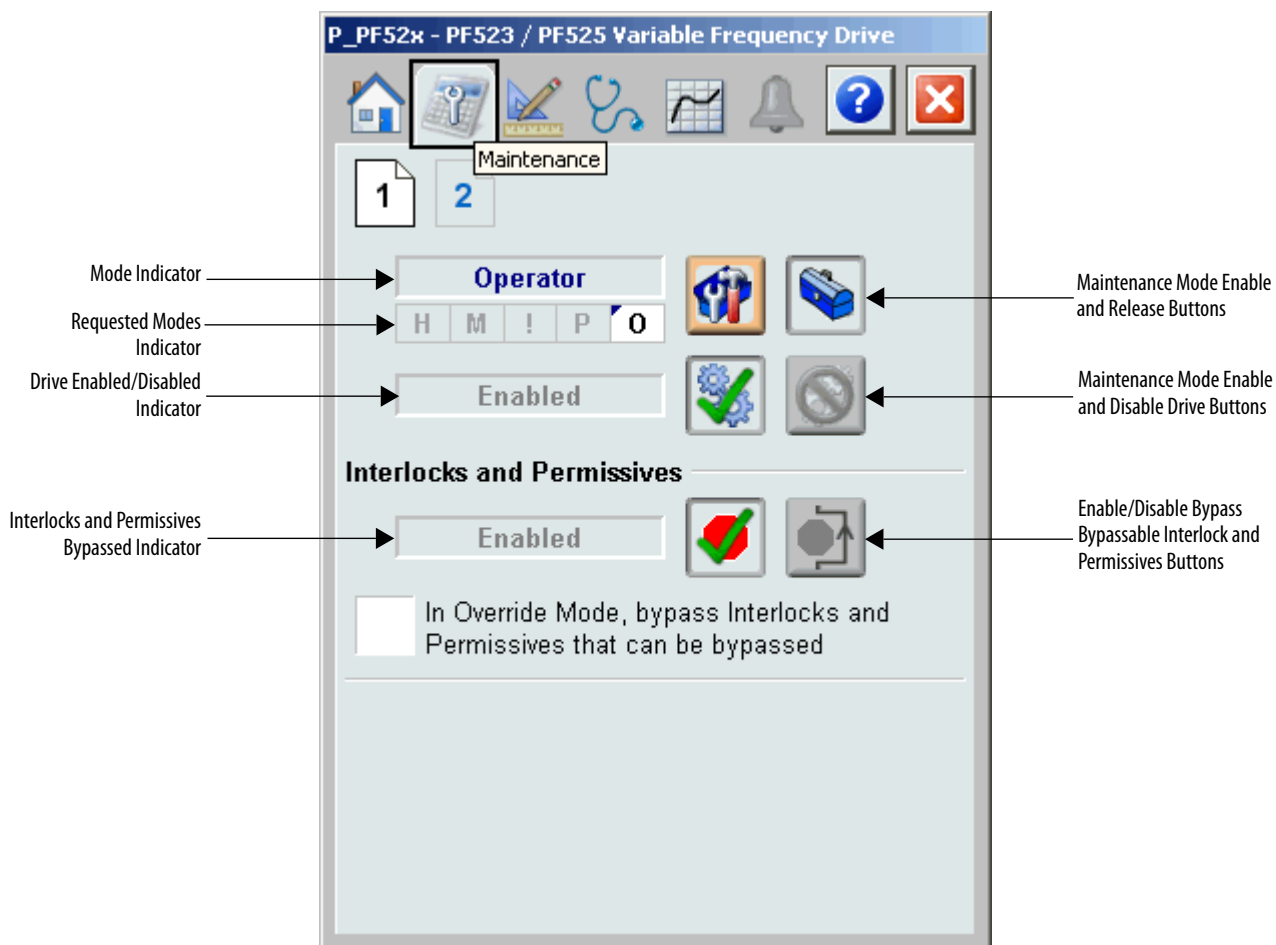 P_PF52x - PF523 / PF525 Variable Frequency Drive
?
Maintenance
1
2
Mode Indicator
Operator
Maintenance Mode Enable
and Release Buttons
Requested Modes
Indicator
H M ! P O
Drive Enabled/Disabled
Indicator
Enabled
Maintenance Mode Enable
and Disable Drive Buttons
Interlocks and Permissives
Interlocks and Permissives
Bypassed Indicator
Enabled
Enable/Disable Bypass
Bypassable Interlock and
Permissives Buttons
In Override Mode, bypass Interlocks and
Permissives that can be bypassed